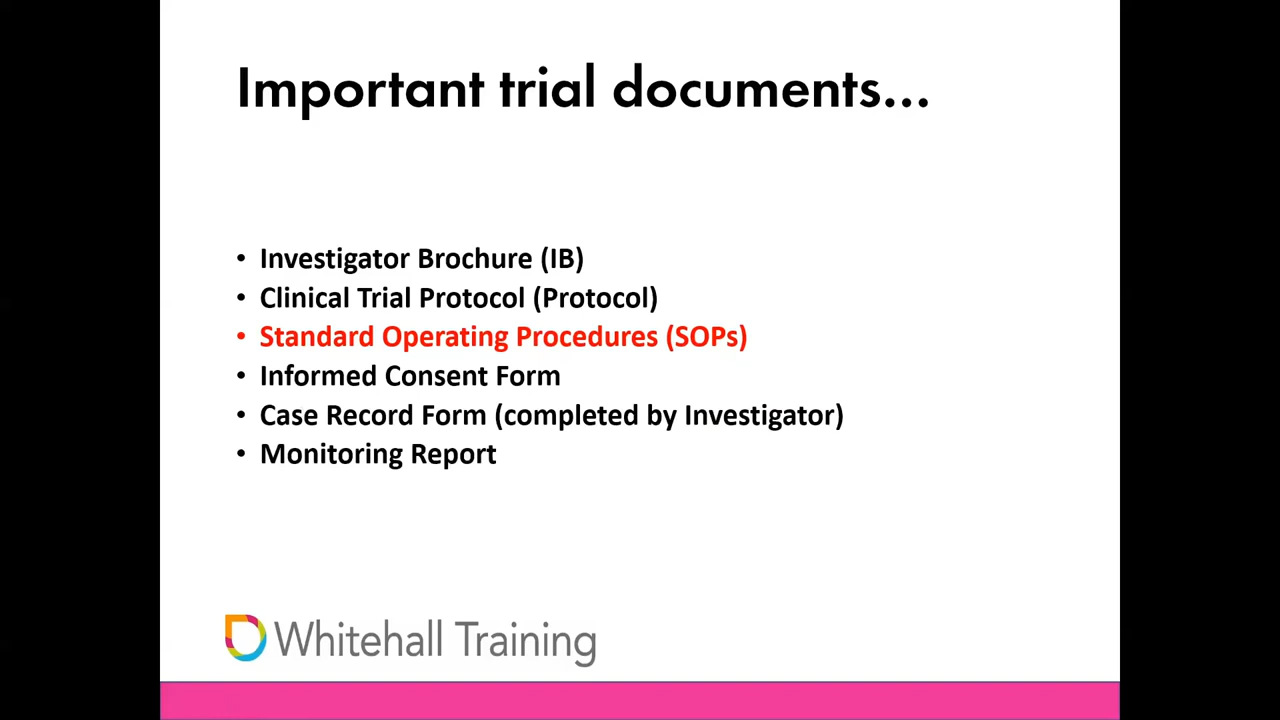 Important trial documents...
• Investigator Brochure (IB)
• Clinical Trial Protocol (Protocol)
• Standard Operating Procedures (SOPs)
• Informed Consent Form
• Case Record Form (completed by Investigator)
• Monitoring Report
Whitehall Training